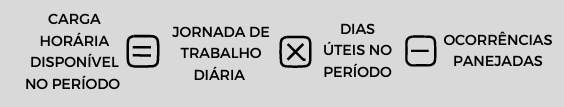 CARGA
HORÁRIA
DISPONÍVEL
NO PERÍODO
=
JORNADA DE
TRABALHO
DIÁRIA
×
DIAS
ÚTEIS NO
PERÍODO
−
OCORRÊNCIAS
PANEJADAS